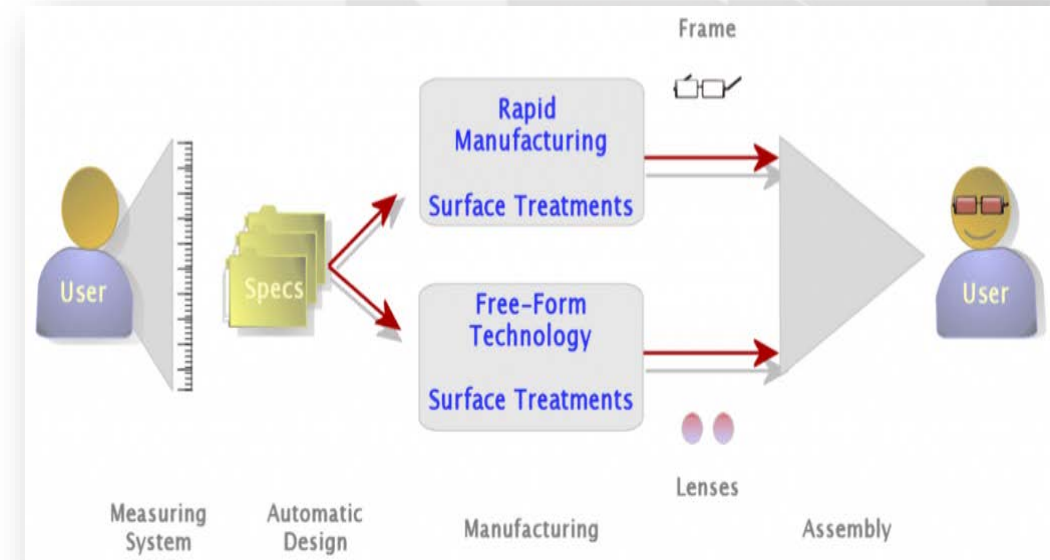 Frame
Rapid
Manufacturing
Surface Treatments
User
Specs
Free-Form
Technology
Surface Treatments
User
Lenses
Measuring
System
Automatic
Design
Manufacturing
Assembly